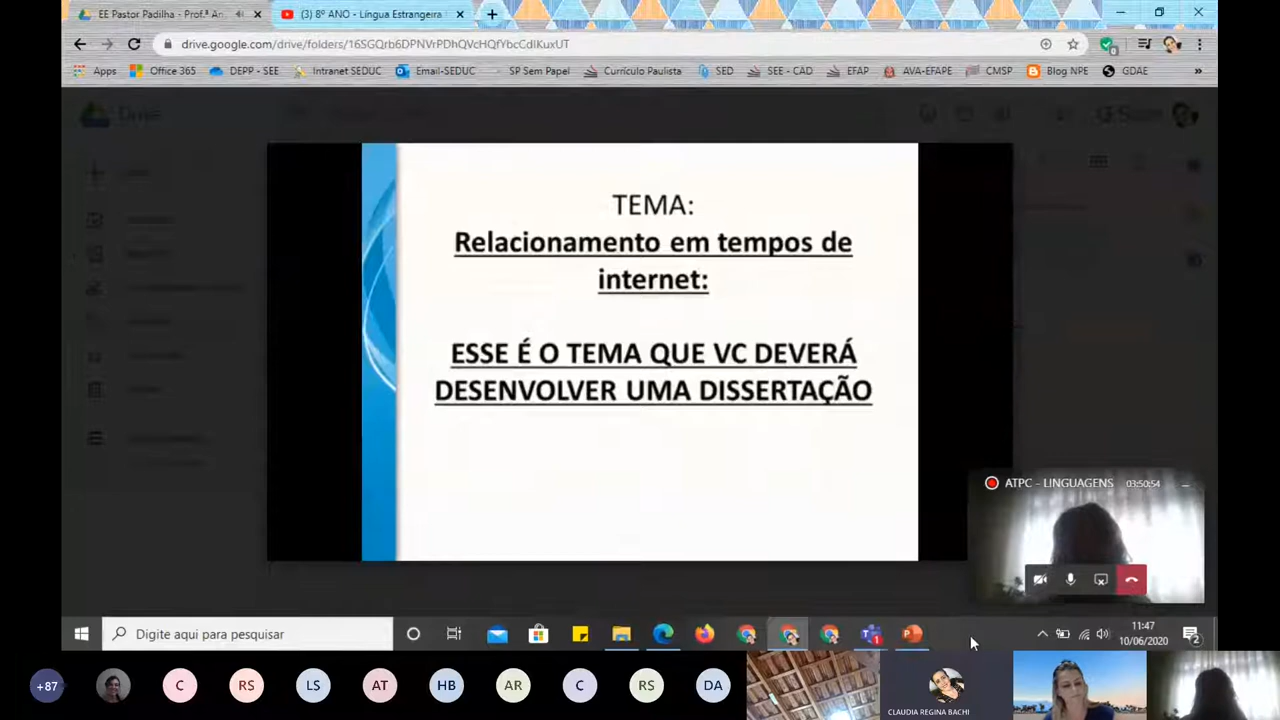 EE Pastor Padilha - Prof.ª An
(3) 8º ANO - Língua Estrangeira
drive.google.com/drive/folders/16SGQrb6DPNVrPDhQVcHQfYbcCdIKuxUT
Apps Office 365 DEPP - SEE Intranet SEDUC Email-SEDUC SP Sem Papel Currículo Paulista SED SEE - CAD EFAP AVA-EFAPE CMSP Blog NPE GDAE »
Drive
TEMA:
Relacionamento em tempos de
internet:
ESSE É O TEMA QUE VC DEVERÁ
DESENVOLVER UMA DISSERTAÇÃO
ATPC - LINGUAGENS 03:50:54
Digite aqui para pesquisar
11:47
10/06/2020
2
+87 C RS LS AT HB AR C RS DA
CLAUDIA REGINA BACHI